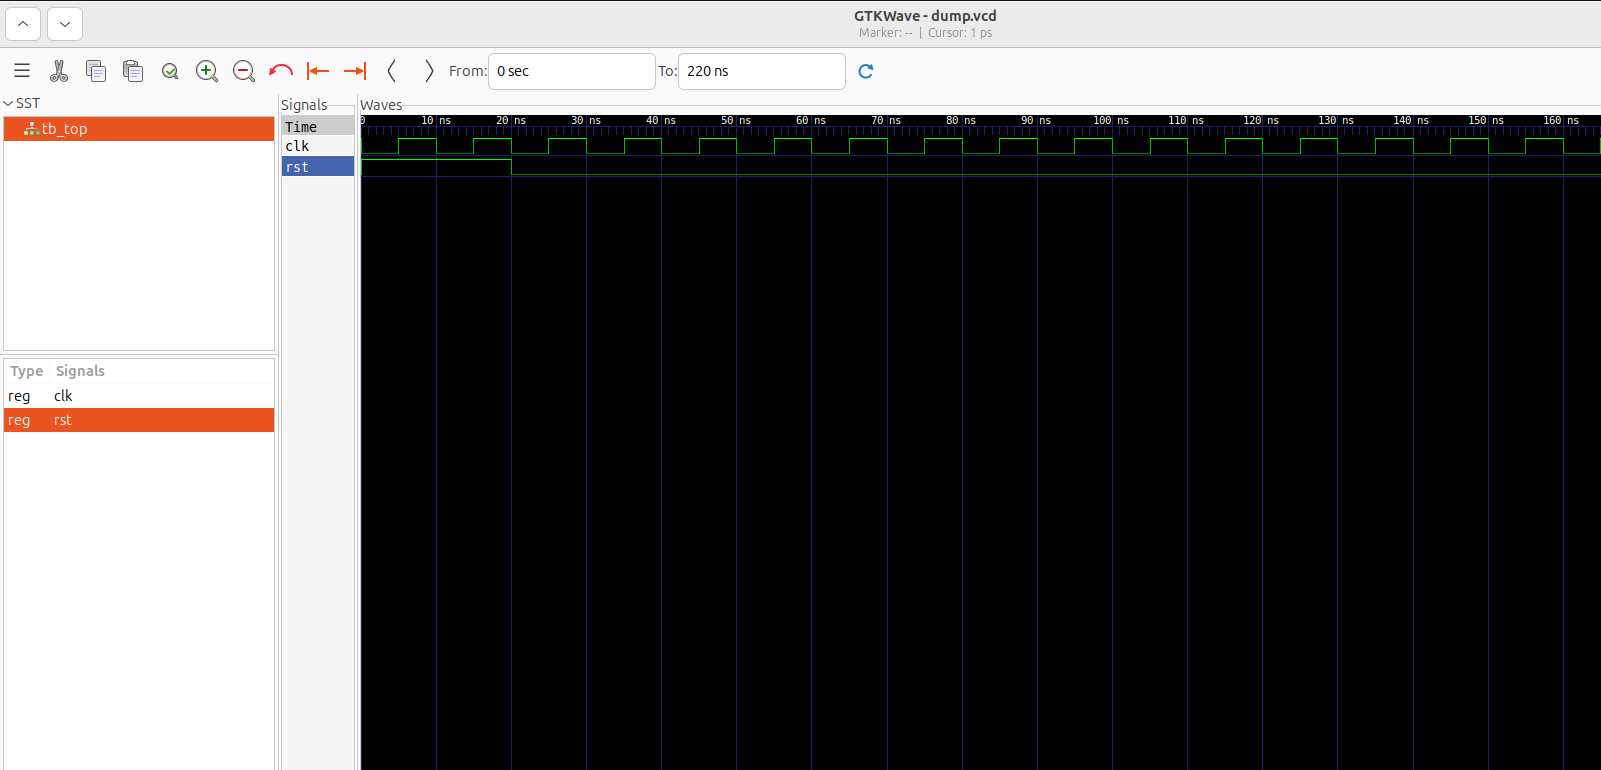 GTKWave - dump.vcd
Marker: -- | Cursor: 1 ps
From: 0 sec To: 220 ns
SST
tb_top
Type Signals
reg clk
reg rst
Signals
Time
clk
rst
Waves
0 10 ns 20 ns 30 ns 40 ns 50 ns 60 ns 70 ns 80 ns 90 ns 100 ns 110 ns 120 ns 130 ns 140 ns 150 ns 160 ns